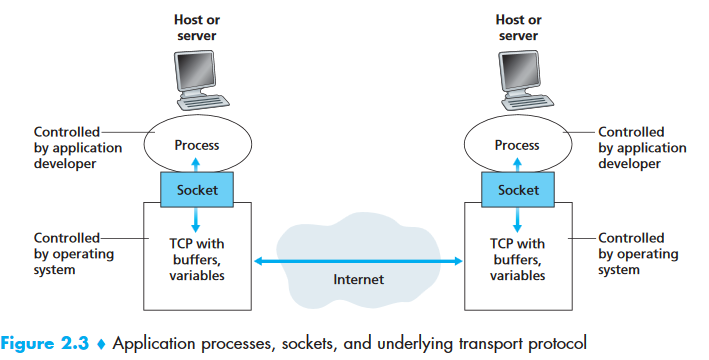 Host or
server
Host or
server
Controlled
by application
developer
Process
Process
Controlled
by application
developer
Socket
Socket
Controlled
by operating
system
TCP with
buffers,
variables
Internet
TCP with
buffers,
variables
Controlled
by operating
system
Figure 2.3 ♦ Application processes, sockets, and underlying transport protocol